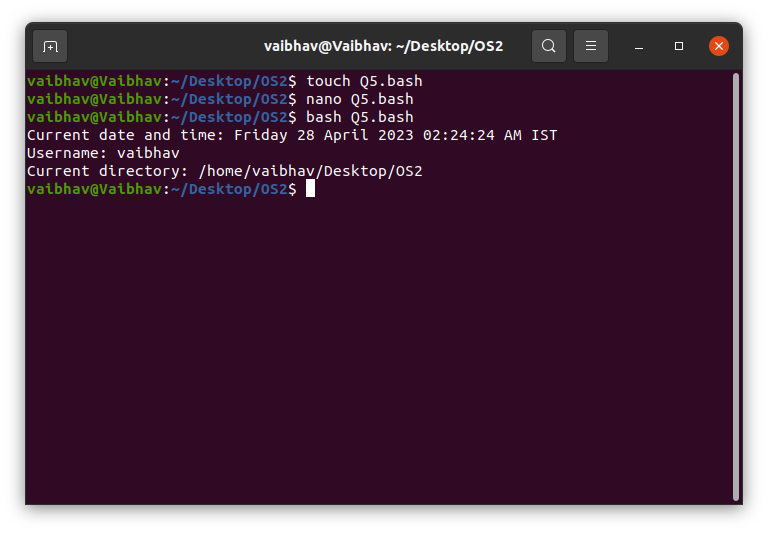 vaibhav@Vaibhav: ~/Desktop/OS2
vaibhav@Vaibhav:~/Desktop/OS2$ touch Q5.bash
vaibhav@Vaibhav:~/Desktop/OS2$ nano Q5.bash
vaibhav@Vaibhav:~/Desktop/OS2$ bash Q5.bash
Current date and time: Friday 28 April 2023 02:24:24 AM IST
Username: vaibhav
Current directory: /home/vaibhav/Desktop/OS2
vaibhav@Vaibhav:~/Desktop/OS2$